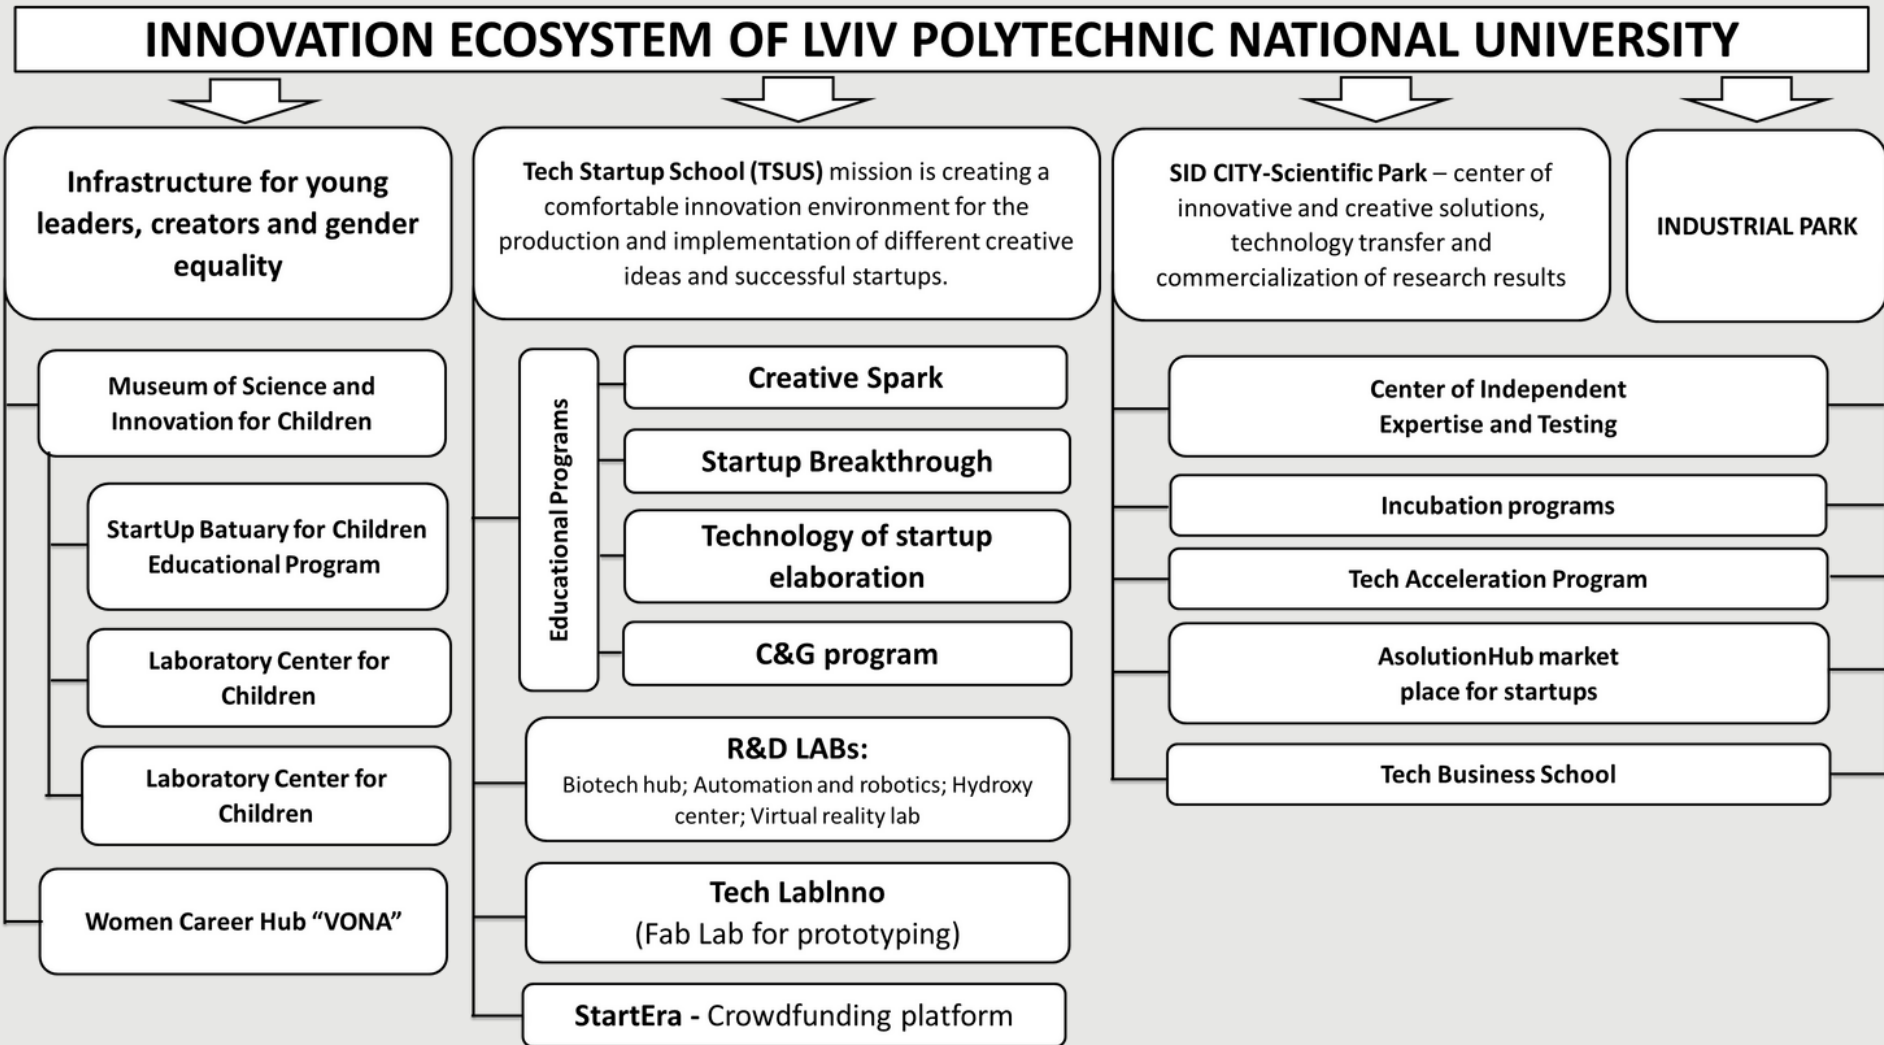 INNOVATION ECOSYSTEM OF LVIV POLYTECHNIC NATIONAL UNIVERSITY
Infrastructure for young
leaders, creators and gender
equality
Museum of Science and
Innovation for Children
StartUp Batuary for Children
Educational Program
Laboratory Center for
Children
Laboratory Center for
Children
Women Career Hub “VONA”
Tech Startup School (TSUS) mission is creating a
comfortable innovation environment for the
production and implementation of different creative
ideas and successful startups.
Educational Programs
Creative Spark
Startup Breakthrough
Technology of startup
elaboration
C&G program
R&D LABs:
Biotech hub; Automation and robotics; Hydroxy
center; Virtual reality lab
Tech LabInno
(Fab Lab for prototyping)
StartEra - Crowdfunding platform
SID CITY-Scientific Park – center of
innovative and creative solutions,
technology transfer and
commercialization of research results
Center of Independent
Expertise and Testing
Incubation programs
Tech Acceleration Program
AsolutionHub market
place for startups
Tech Business School
INDUSTRIAL PARK